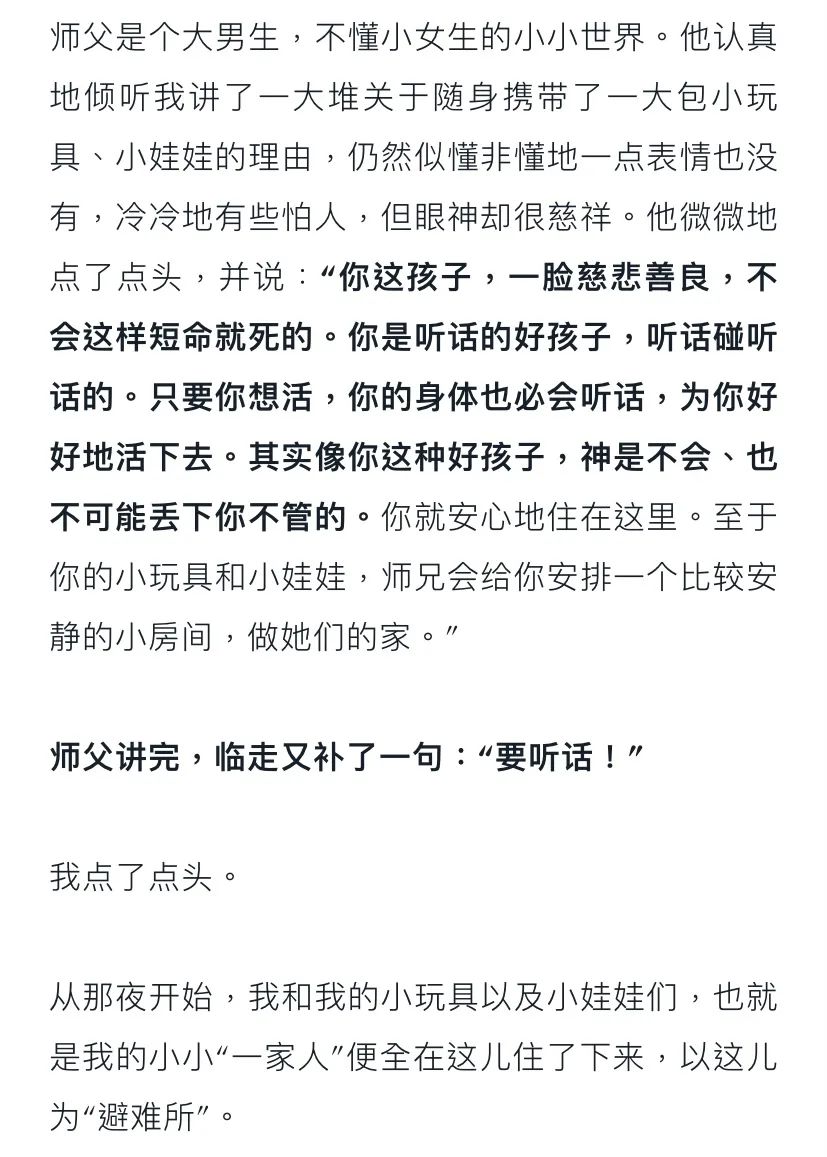 师父是个大男生，不懂小女生的小小世界。他认真
地倾听我讲了一大堆关于随身携带了一大包小玩
具、小娃娃的理由，仍然似懂非懂地一点表情也没
有，冷冷地有些怕人，但眼神却很慈祥。他微微地
点了点头，并说：“你这孩子，一脸慈悲善良，不
会这样短命就死的。你是听话的好孩子，听话碰听
话的。只要你想活，你的身体也必会听话，为你好
好地活下去。其实像你这种好孩子，神是不会、也
不可能丢下你不管的。你就安心地住在这里。至于
你的小玩具和小娃娃，师兄会给你安排一个比较安
静的小房间，做她们的家。”
师父讲完，临走又补了一句：“要听话！”
我点了点头。
从那夜开始，我和我的小玩具以及小娃娃们，也就
是我的小小“一家人”便全在这儿住了下来，以这儿
为“避难所”。